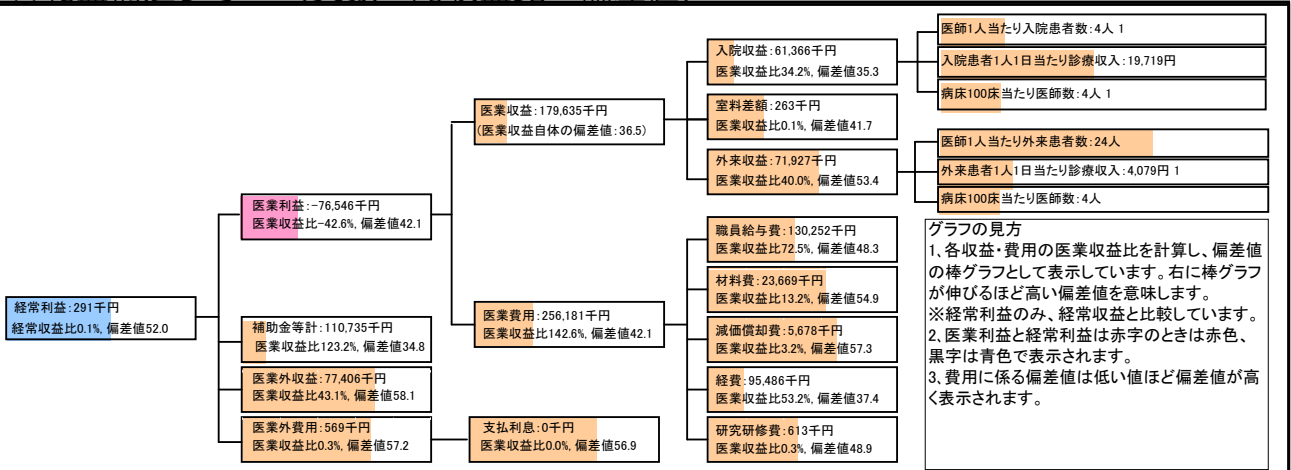 経常利益:291千円
経常収益比0.1%, 偏差値52.0
医業利益:-76,546千円
医業収益比-42.6%, 偏差値42.1
補助金等計:110,735千円
医業収益比123.2%, 偏差値34.8
医業外収益:77,406千円
医業収益比43.1%, 偏差値58.1
医業外費用:569千円
医業収益比0.3%, 偏差値57.2
医業収益:179,635千円
(医業収益自体の偏差値:36.5)
医業費用:256,181千円
医業収益比142.6%, 偏差値42.1
支払利息:0千円
医業収益比0.0%, 偏差値56.9
入院収益:61,366千円
医業収益比34.2%, 偏差値35.3
室料差額:263千円
医業収益比0.1%, 偏差値41.7
外来収益:71,927千円
医業収益比40.0%, 偏差値53.4
職員給与費:130,252千円
医業収益比72.5%, 偏差値48.3
材料費:23,669千円
医業収益比13.2%, 偏差値54.9
減価償却費:5,678千円
医業収益比3.2%, 偏差値57.3
経費:95,486千円
医業収益比53.2%, 偏差値37.4
研究研修費:613千円
医業収益比0.3%, 偏差値48.9
医師1人当たり入院患者数:4人 1
入院患者1人1日当たり診療収入:19,719円
病床100床当たり医師数:4人 1
医師1人当たり外来患者数:24人
外来患者1人1日当たり診療収入:4,079円 1
病床100床当たり医師数:4人
グラフの見方
1、各収益・費用の医業収益比を計算し、偏差値
の棒グラフとして表示しています。右に棒グラフ
が伸びるほど高い偏差値を意味します。
※経常利益のみ、経常収益と比較しています。
2、医業利益と経常利益は赤字のときは赤色、
黒字は青色で表示されます。
3、費用に係る偏差値は低い値ほど偏差値が高
く表示されます。